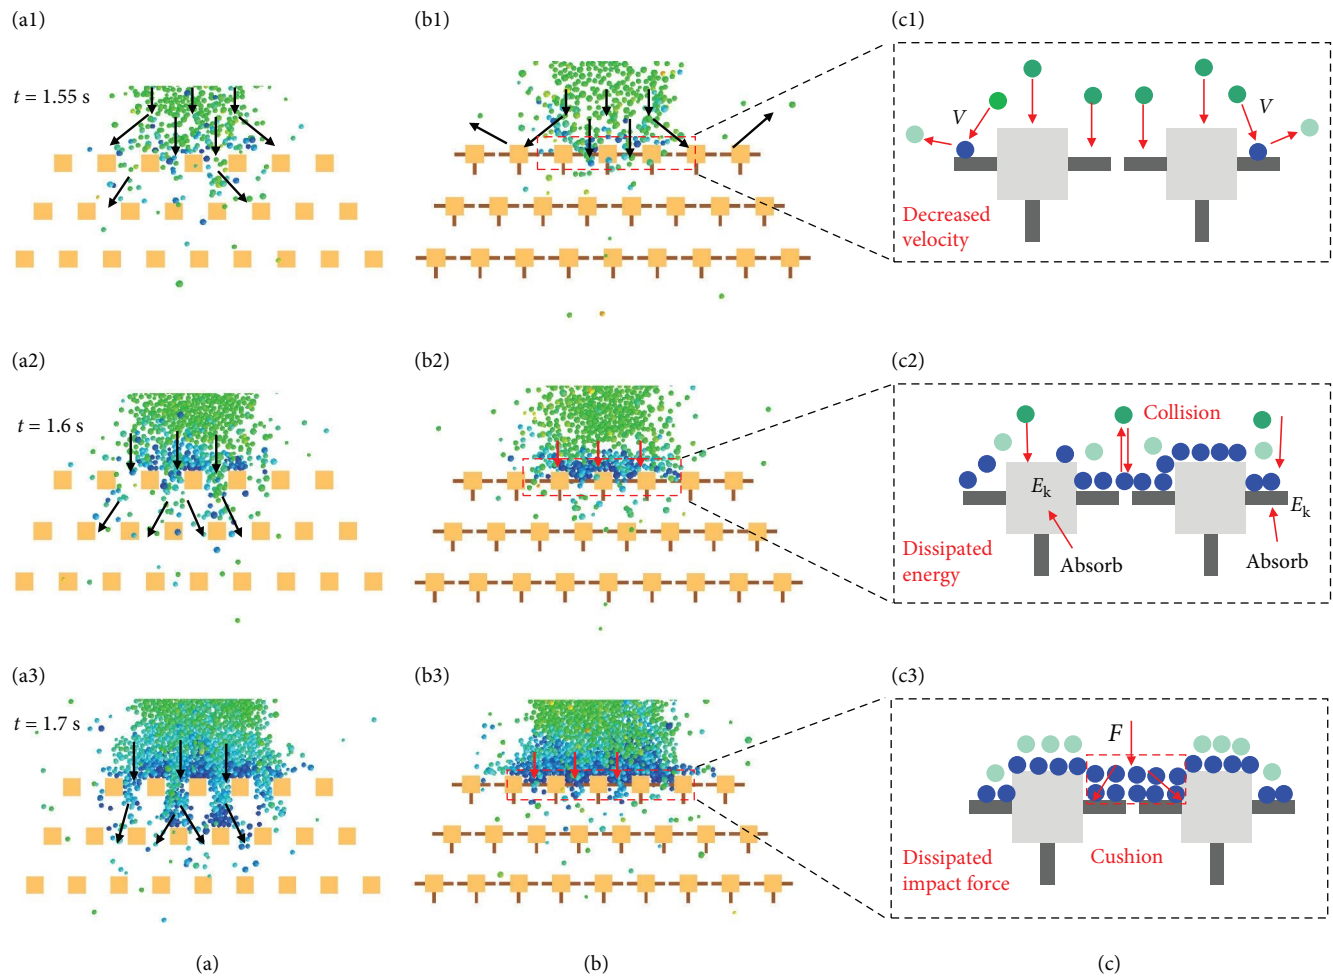 (a1)
(b1)
(c1)
t = 1.55 s
V
V
Decreased
velocity
(a2)
(b2)
(c2)
t = 1.6 s
Collision
Ek
Ek
Absorb
Absorb
Dissipated
energy
(a3)
(b3)
(c3)
t = 1.7 s
F
Cushion
Dissipated
impact force
(a)
(b)
(c)